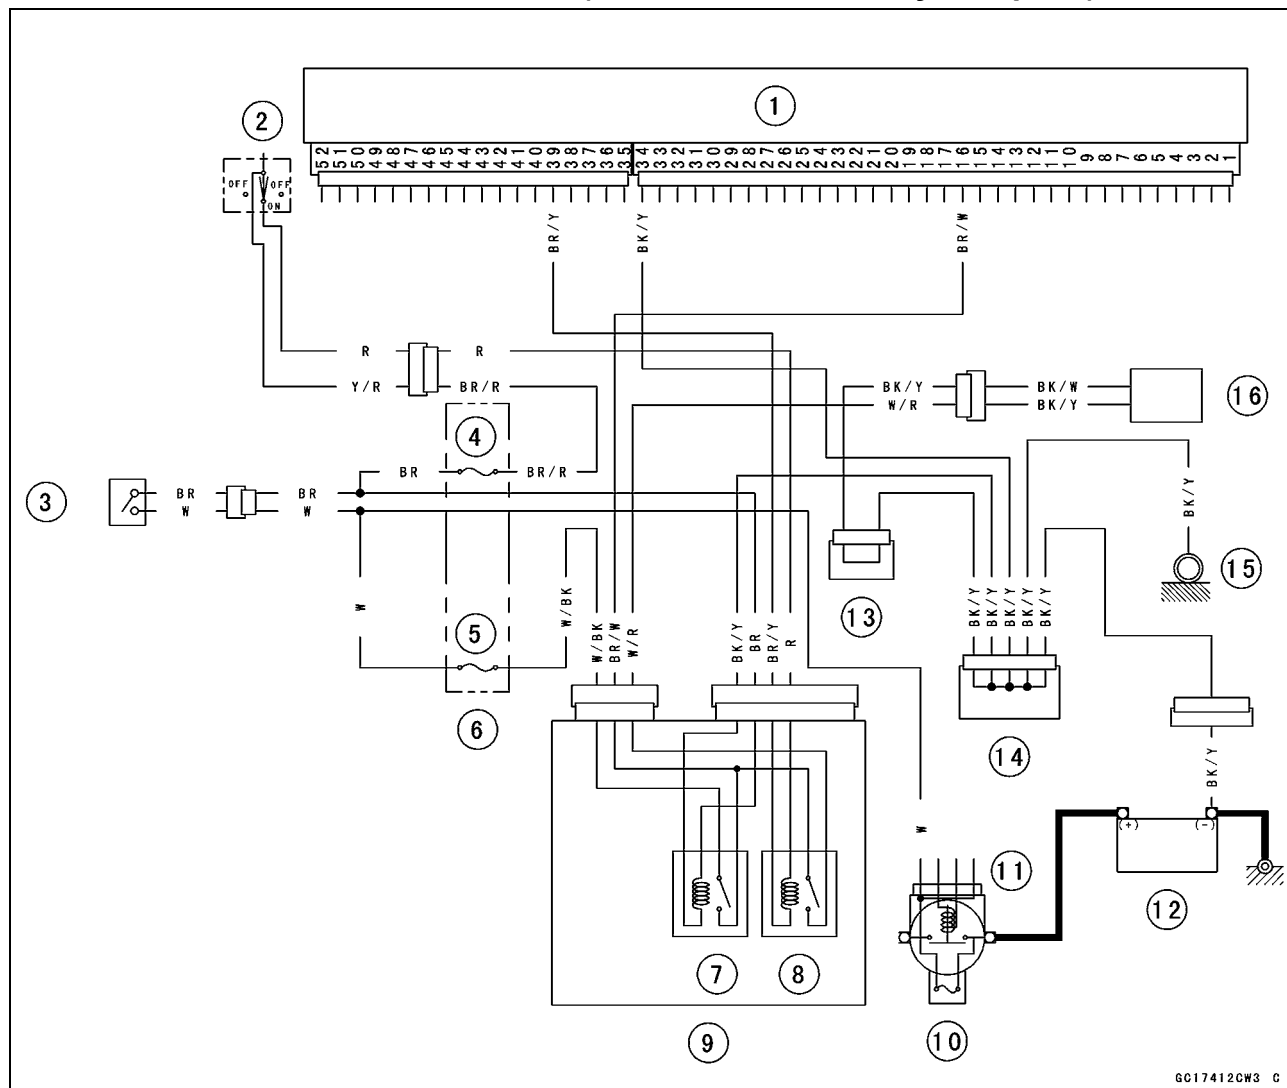 1
2
52 51 50 49 48 47 46 45 44 43 42 41 40 39 38 37 36 35 34 33 32 31 30 29 28 27 26 25 24 23 22 21 20 19 18 17 16 15 14 13 12 11 10 9 8 7 6 5 4 3 2 1
OFF OFF
ON
BR/Y BK/Y BR/W
R R
Y/R BR/R BK/Y BK/W
W/R BK/Y 16
4
BR BR/R
3 BR BR
W W
BK/Y
15
W W/BK
13
5
W/BK BR/W W/R BK/Y BR BR/Y R
BK/Y BK/Y BK/Y BK/Y BK/Y
6
14
BK/Y
W
(+) (-)
11
12
7 8
9 10
GC17412CW3 C